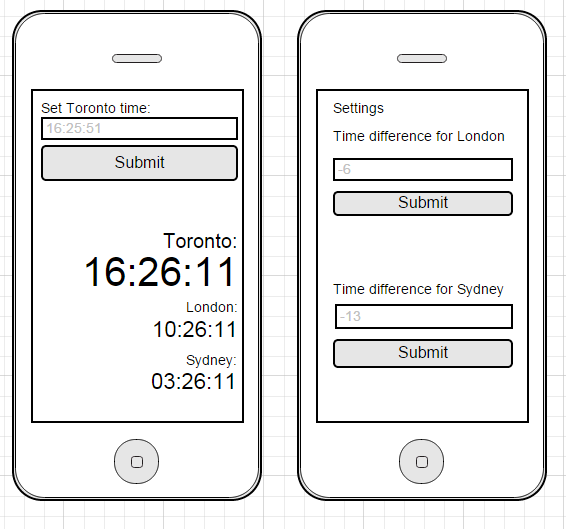 Set Toronto time:
16:25:51
Submit
Toronto:
16:26:11
London:
10:26:11
Sydney:
03:26:11
Settings
Time difference for London
-6
Submit
Time difference for Sydney
-13
Submit